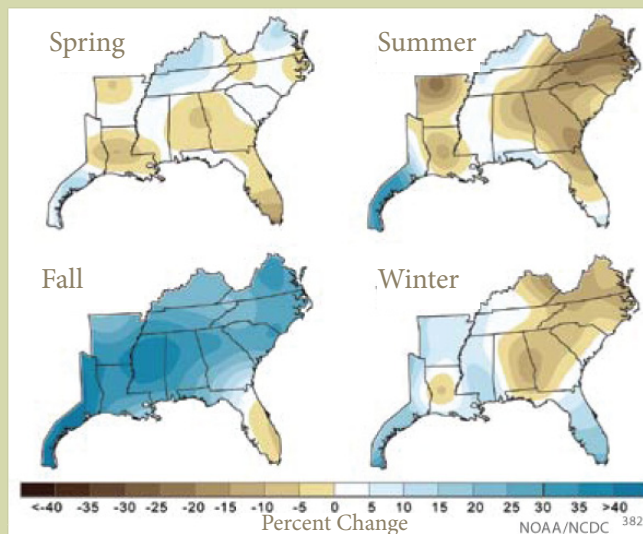 Spring
Summer
Fall
Winter
<-40 -35 -30 -25 -20 -15 -10 -5 0 5 10 15 20 25 30 35 >40
Percent Change
NOAA/NCDC 382